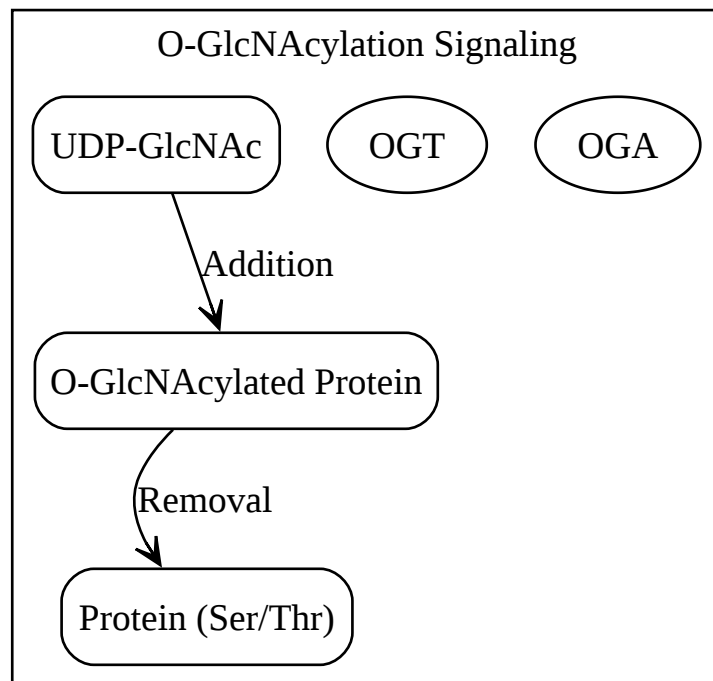 O-GlcNAcylation Signaling
UDP-GlcNAc
OGT
OGA
Addition
O-GlcNAcylated Protein
Removal
Protein (Ser/Thr)